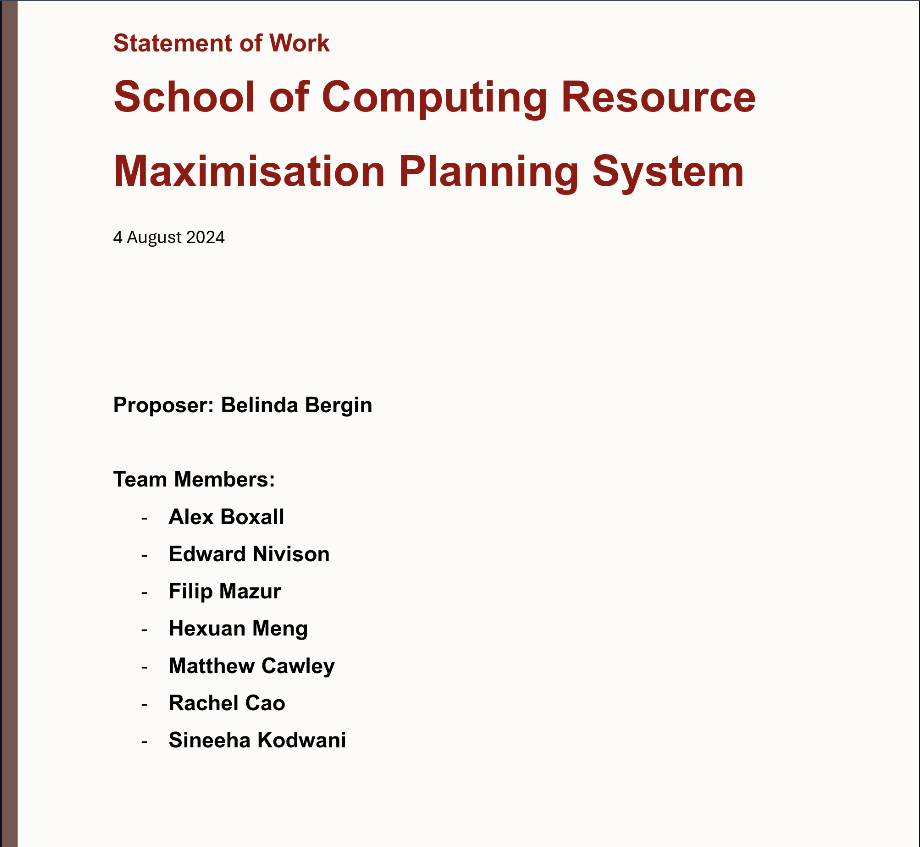 Statement of Work
School of Computing Resource
Maximisation Planning System
4 August 2024
Proposer: Belinda Bergin
Team Members:
- Alex Boxall
- Edward Nivison
- Filip Mazur
- Hexuan Meng
- Matthew Cawley
- Rachel Cao
- Sineeha Kodwani